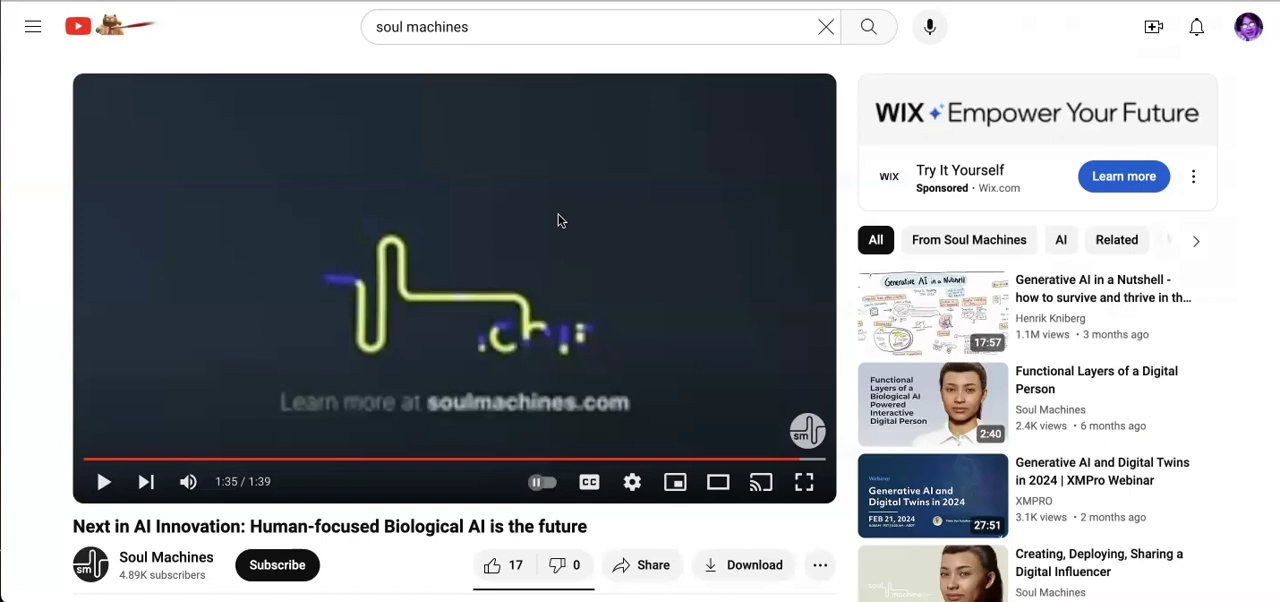 soul machines
Learn more at soulmachines.com
sm
1:35 / 1:39
CC
Next in AI Innovation: Human-focused Biological AI is the future
sm
Soul Machines
4.89K subscribers
Subscribe
17
0
Share
Download
WIX Empower Your Future
WIX
Try It Yourself
Sponsored · Wix.com
Learn more
All
From Soul Machines
AI
Related
Generative AI in a Nutshell
17:57
Generative AI in a Nutshell -
how to survive and thrive in th...
Henrik Kniberg
1.1M views · 3 months ago
Functional
Layers of a
Biological AI
Powered
Interactive
Digital Person
2:40
Functional Layers of a Digital
Person
Soul Machines
2.4K views · 6 months ago
Webinar
Generative AI and
Digital Twins in 2024
FEB 21, 2024
27:51
Generative AI and Digital Twins
in 2024 | XMPro Webinar
XMPRO
3.1K views · 2 months ago
Creating, Deploying, Sharing a
Digital Influencer
Soul Machines